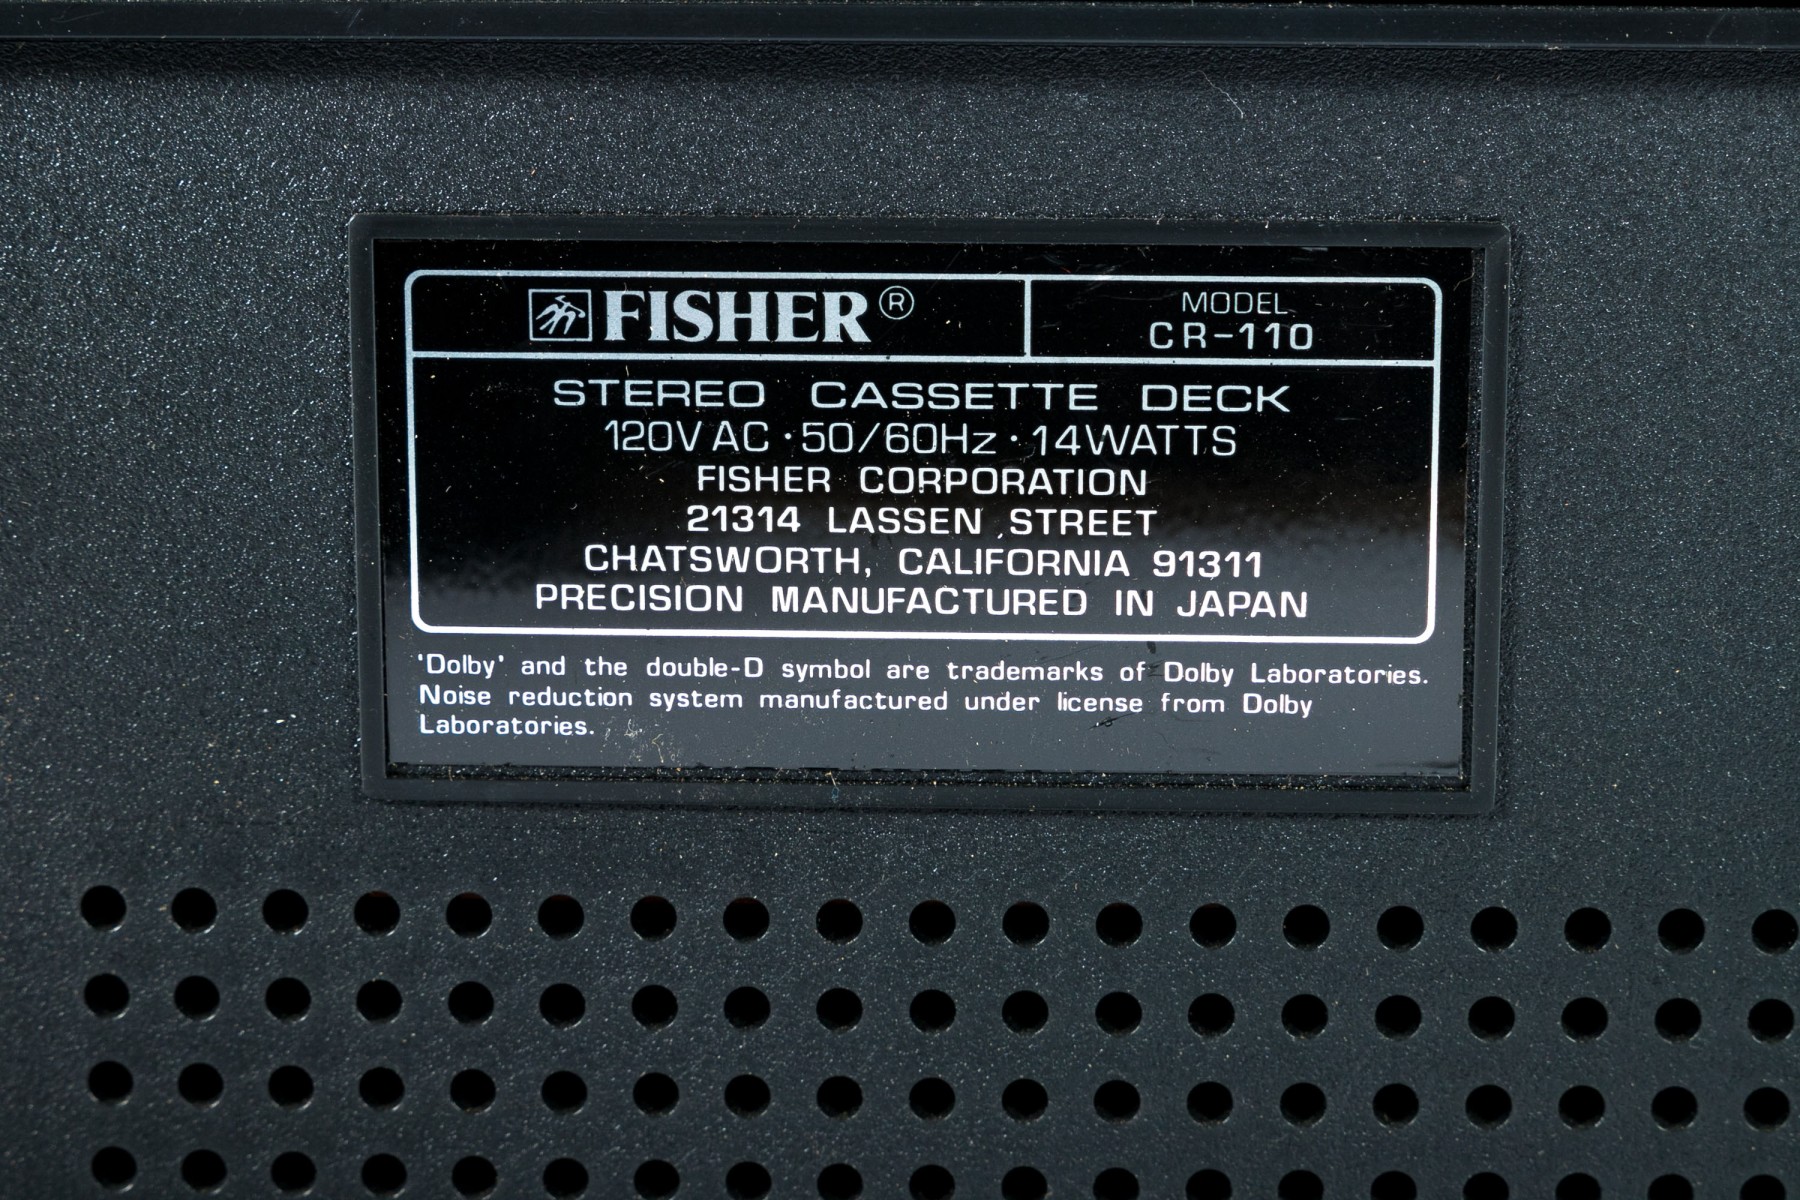 FISHER®
MODEL
CR-110
STEREO CASSETTE DECK
120V AC · 50/60Hz · 14WATTS
FISHER CORPORATION
21314 LASSEN STREET
CHATSWORTH, CALIFORNIA 91311
PRECISION MANUFACTURED IN JAPAN
'Dolby' and the double-D symbol are trademarks of Dolby Laboratories.
Noise reduction system manufactured under license from Dolby
Laboratories.